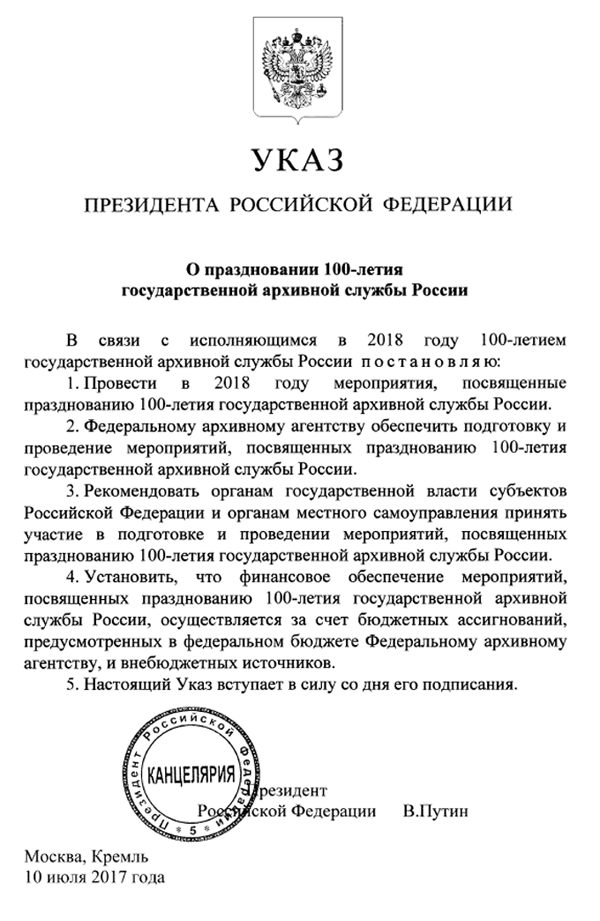 УКАЗ
ПРЕЗИДЕНТА РОССИЙСКОЙ ФЕДЕРАЦИИ
О праздновании 100-летия
государственной архивной службы России
В связи с исполняющимся в 2018 году 100-летием
государственной архивной службы России п о с т а н о в л я ю:
1. Провести в 2018 году мероприятия, посвященные
празднованию 100-летия государственной архивной службы России.
2. Федеральному архивному агентству обеспечить подготовку и
проведение мероприятий, посвященных празднованию 100-летия
государственной архивной службы России.
3. Рекомендовать органам государственной власти субъектов
Российской Федерации и органам местного самоуправления принять
участие в подготовке и проведении мероприятий, посвященных
празднованию 100-летия государственной архивной службы России.
4. Установить, что финансовое обеспечение мероприятий,
посвященных празднованию 100-летия государственной архивной
службы России, осуществляется за счет бюджетных ассигнований,
предусмотренных в федеральном бюджете Федеральному архивному
агентству, и внебюджетных источников.
5. Настоящий Указ вступает в силу со дня его подписания.
Президент Российской Федерации
КАНЦЕЛЯРИЯ
* 5 *
Президент
Российской Федерации В.Путин
Москва, Кремль
10 июля 2017 года